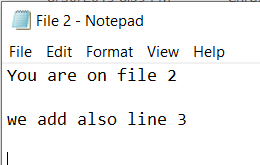 File 2 - Notepad
File Edit Format View Help
You are on file 2
we add also line 3